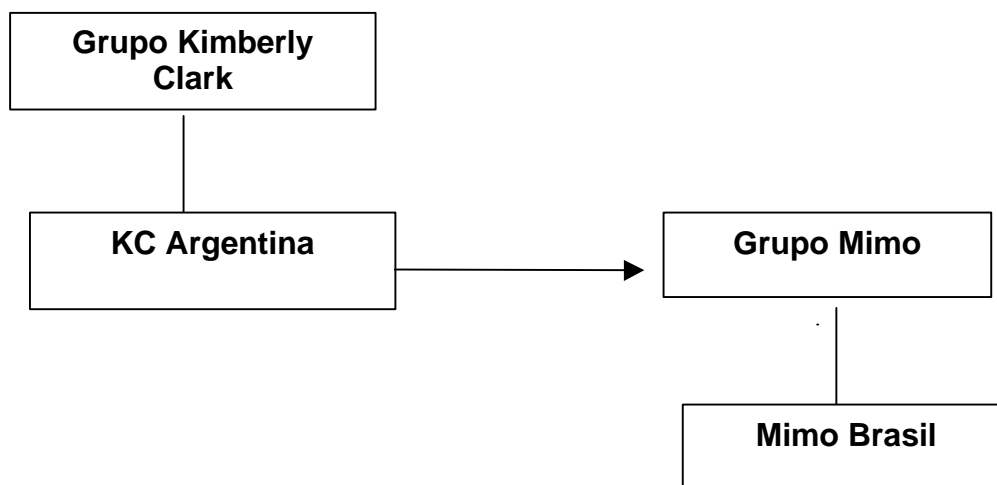 Grupo Kimberly
Clark
KC Argentina
Grupo Mimo
Mimo Brasil